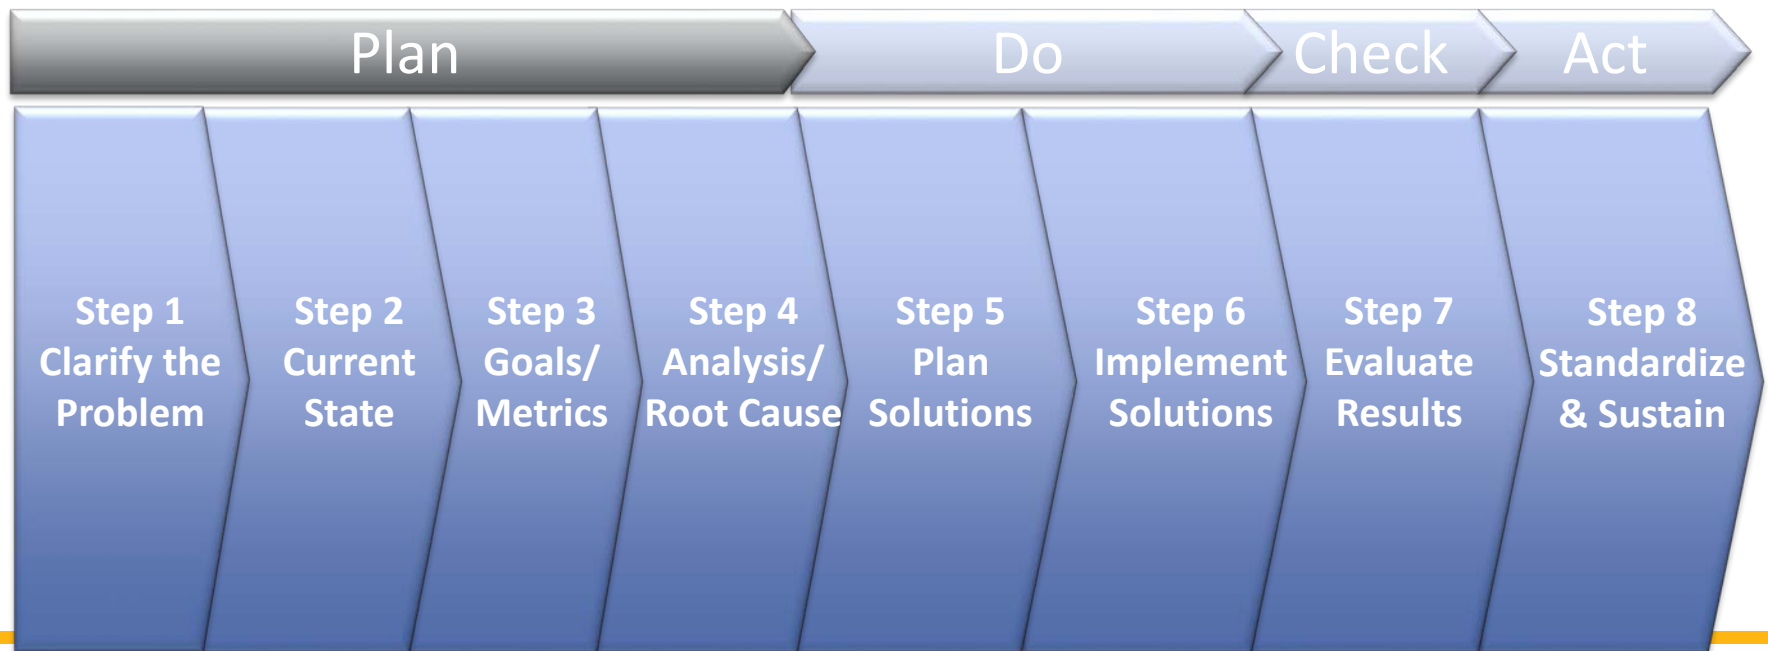 Plan
Do
Check
Act
Step 1
Clarify the
Problem
Step 2
Current
State
Step 3
Goals/
Metrics
Step 4
Analysis/
Root Cause
Step 5
Plan
Solutions
Step 6
Implement
Solutions
Step 7
Evaluate
Results
Step 8
Standardize
& Sustain